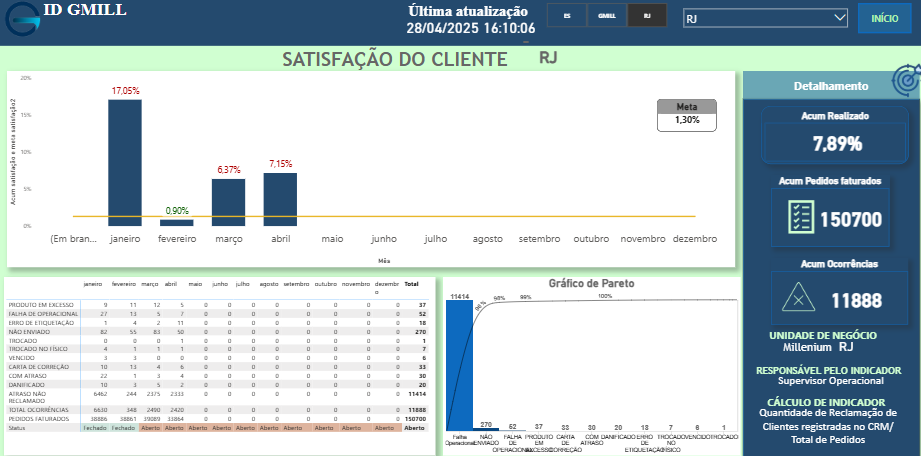 ID GMILL
Última atualização
28/04/2025 16:10:06
ES GMILL RJ
RJ
INÍCIO
SATISFAÇÃO DO CLIENTE RJ
Acum satisfação e meta satisfação2
20%
15%
10%
5%
0%
17,05%
0,90%
6,37%
7,15%
Meta
1,30%
(Em bran... janeiro fevereiro março abril maio junho julho agosto setembro outubro novembro dezembro
Mês
Detalhamento
Acum Realizado
7,89%
Acum Pedidos faturados
150700
Acum Ocorrências
11888
UNIDADE DE NEGÓCIO
Millenium RJ
RESPONSÁVEL PELO INDICADOR
Supervisor Operacional
CÁLCULO DE INDICADOR
Quantidade de Reclamação de
Clientes registradas no CRM/
Total de Pedidos
janeiro fevereiro março abril maio junho julho agosto setembro outubro novembro dezembr Total
o
PRODUTO EM EXCESSO 9 11 12 5 0 0 0 0 0 0 0 0 37
FALHA DE OPERACIONAL 27 13 5 7 0 0 0 0 0 0 0 0 52
ERRO DE ETIQUETAÇÃO 1 4 2 11 0 0 0 0 0 0 0 0 18
NÃO ENVIADO 82 55 83 50 0 0 0 0 0 0 0 0 270
TROCADO 0 0 0 1 0 0 0 0 0 0 0 0 1
TROCADO NO FÍSICO 4 1 1 1 0 0 0 0 0 0 0 0 7
VENCIDO 3 3 0 0 0 0 0 0 0 0 0 0 6
CARTA DE CORREÇÃO 10 13 4 6 0 0 0 0 0 0 0 0 33
COM ATRASO 22 1 3 4 0 0 0 0 0 0 0 0 30
DANIFICADO 10 3 5 2 0 0 0 0 0 0 0 0 20
ATRASO NÃO 6462 244 2375 2333 0 0 0 0 0 0 0 0 11414
RECLAMADO
TOTAL OCORRÊNCIAS 6630 348 2490 2420 0 0 0 0 0 0 0 0 11888
PEDIDOS FATURADOS 38886 38861 39089 33864 0 0 0 0 0 0 0 0 150700
Status Fechado Fechado Aberto Aberto Aberto Aberto Aberto Aberto Aberto Aberto Aberto Aberto Aberto
Gráfico de Pareto
11414
96% 98% 99% 100%
270 52 37 33 30 20 13 7 6 1
Falha NÃO FALHA PRODUTO CARTA COM DANIFICADO ERRO TROCADO VENCIDO TROCADO
Operacional ENVIADO DE EM DE ATRASO DE NO
OPERACIONAL EXCESSO CORREÇÃO ETIQUETAÇÃO FÍSICO